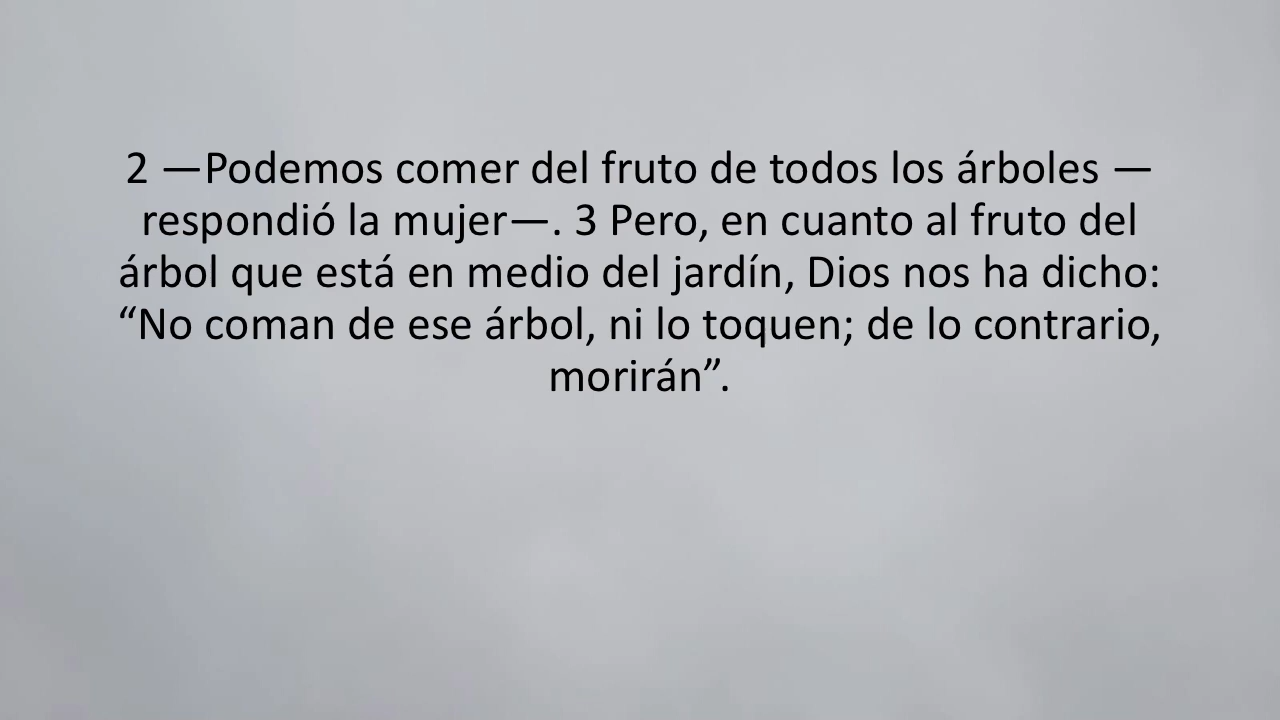 2 —Podemos comer del fruto de todos los árboles —
respondió la mujer—. 3 Pero, en cuanto al fruto del
árbol que está en medio del jardín, Dios nos ha dicho:
“No coman de ese árbol, ni lo toquen; de lo contrario,
morirán”.